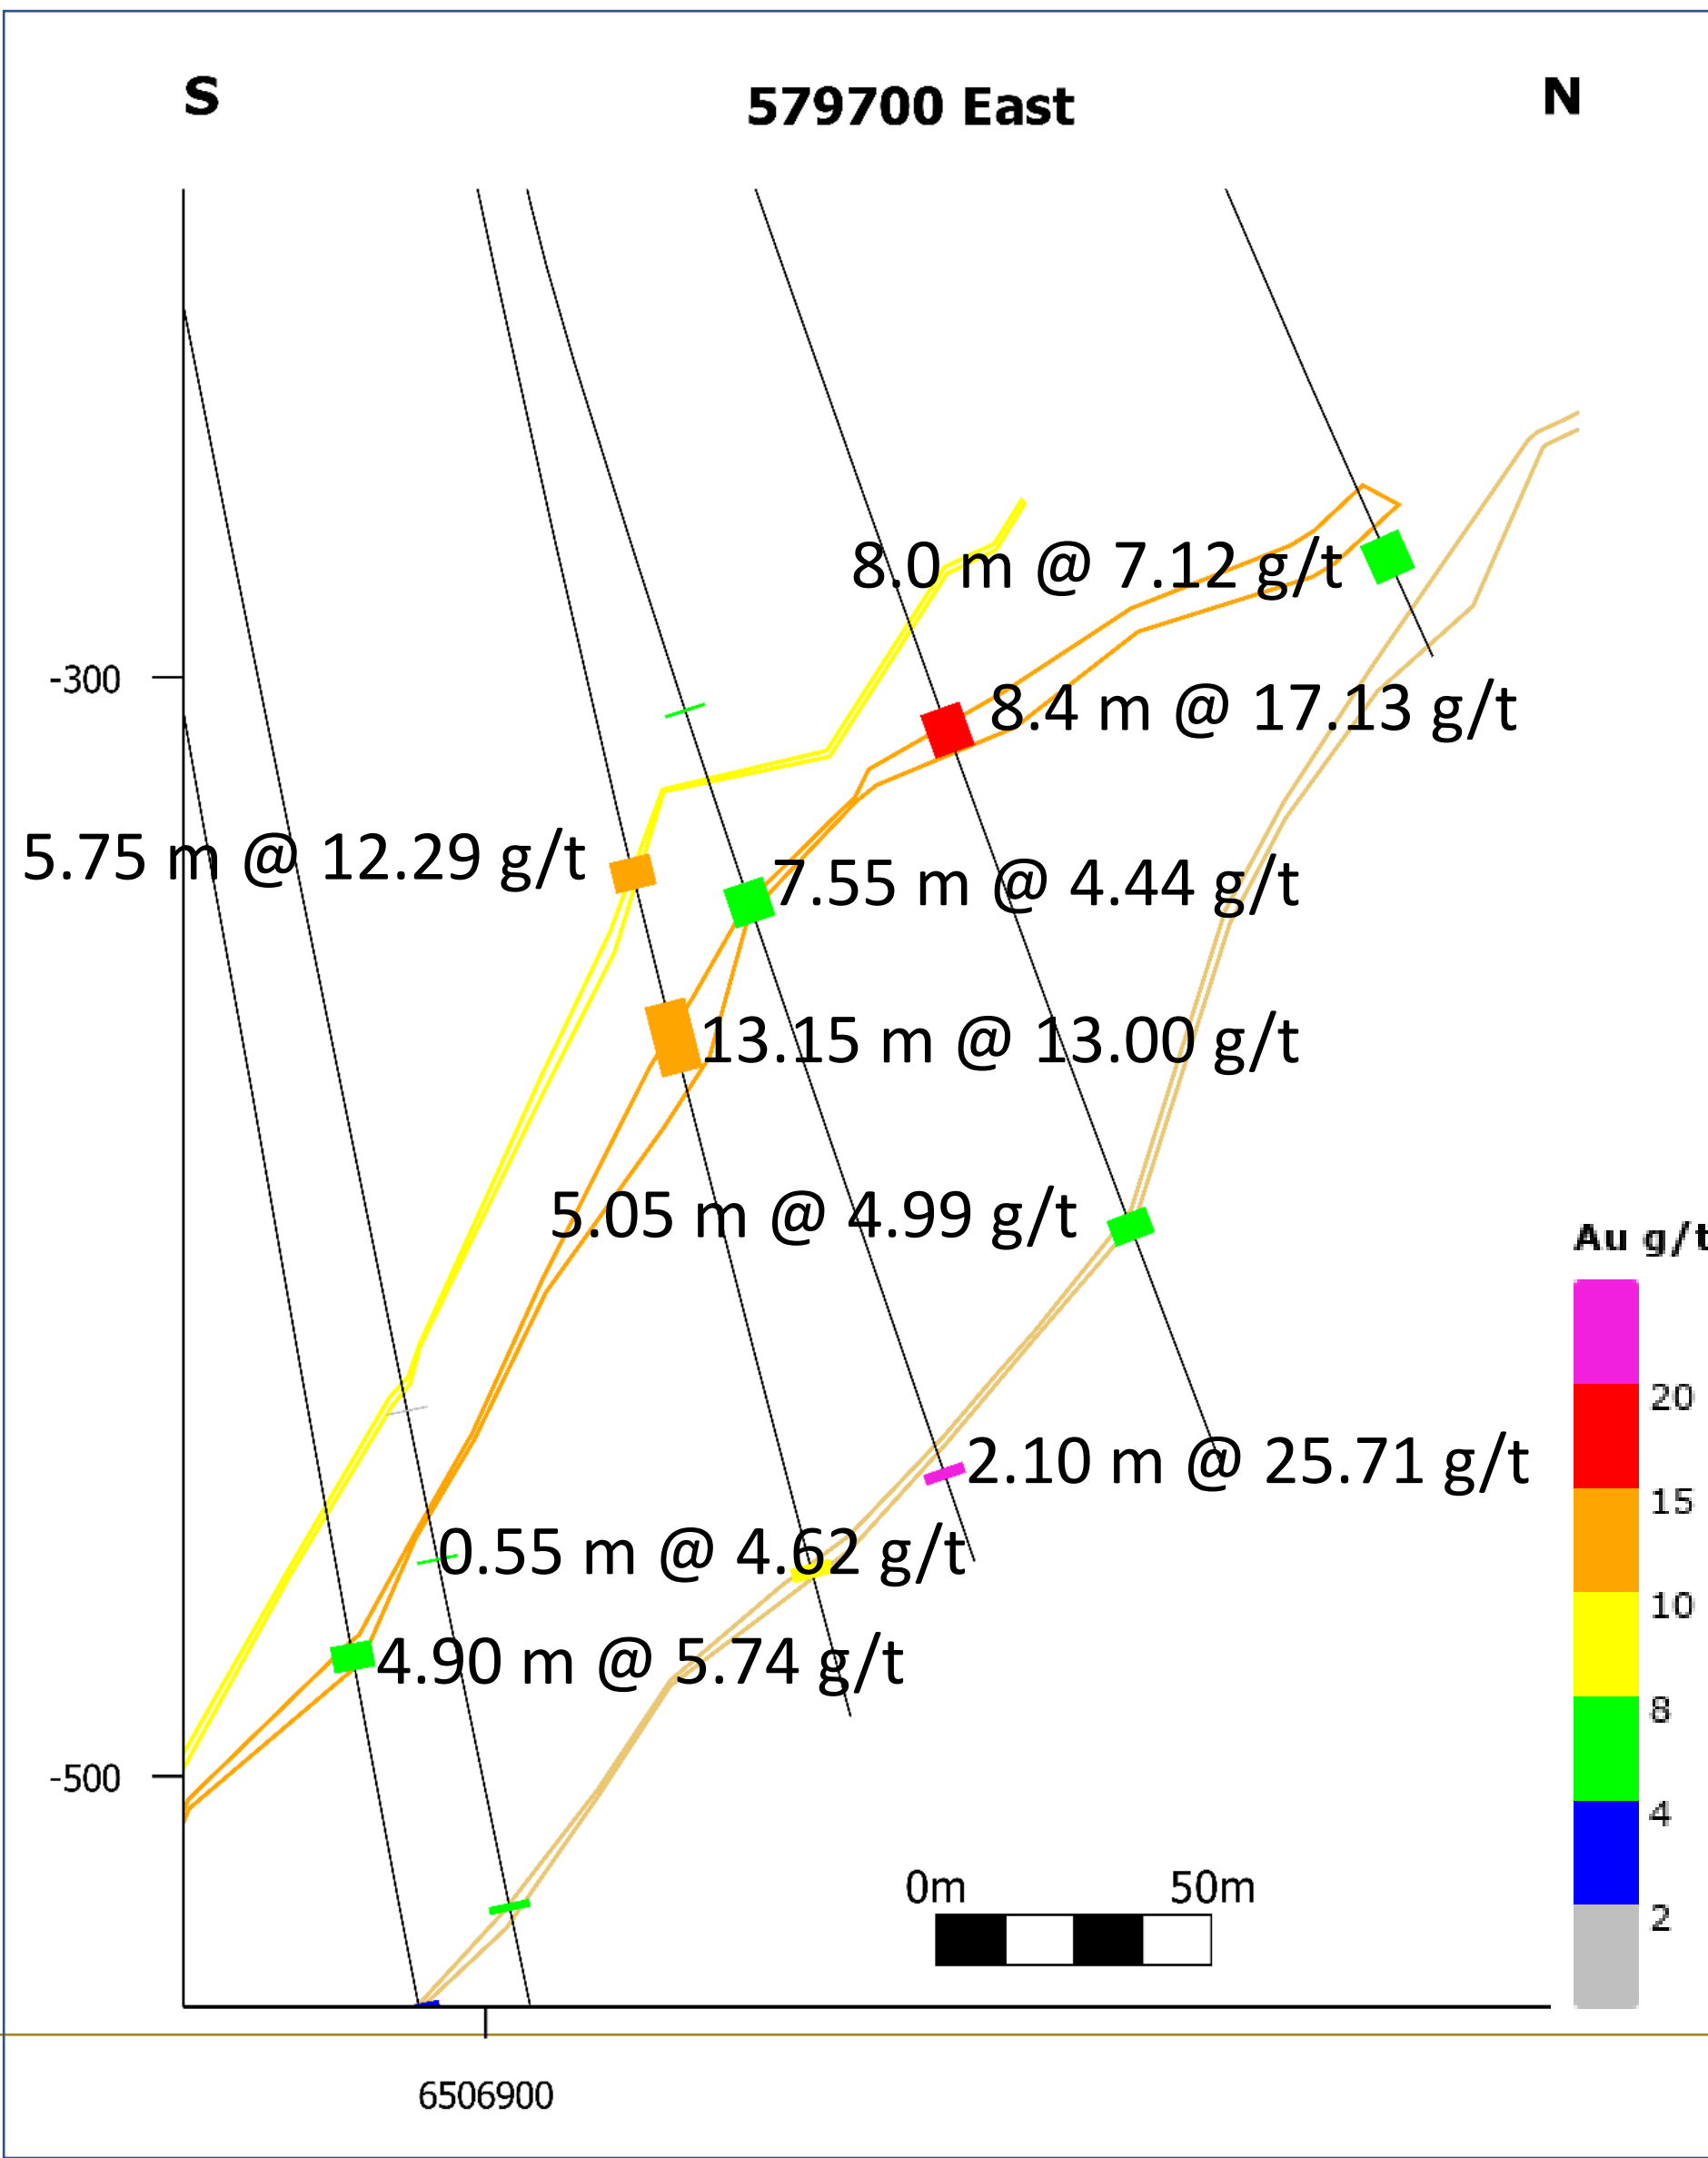 S
579700 East
N
8.0 m @ 7.12 g/t
-300
8.4 m @ 17.13 g/t
5.75 m @ 12.29 g/t
7.55 m @ 4.44 g/t
13.15 m @ 13.00 g/t
5.05 m @ 4.99 g/t
Au g/t
20
2.10 m @ 25.71 g/t
15
0.55 m @ 4.62 g/t
10
4.90 m @ 5.74 g/t
8
-500
4
0m
50m
2
6506900